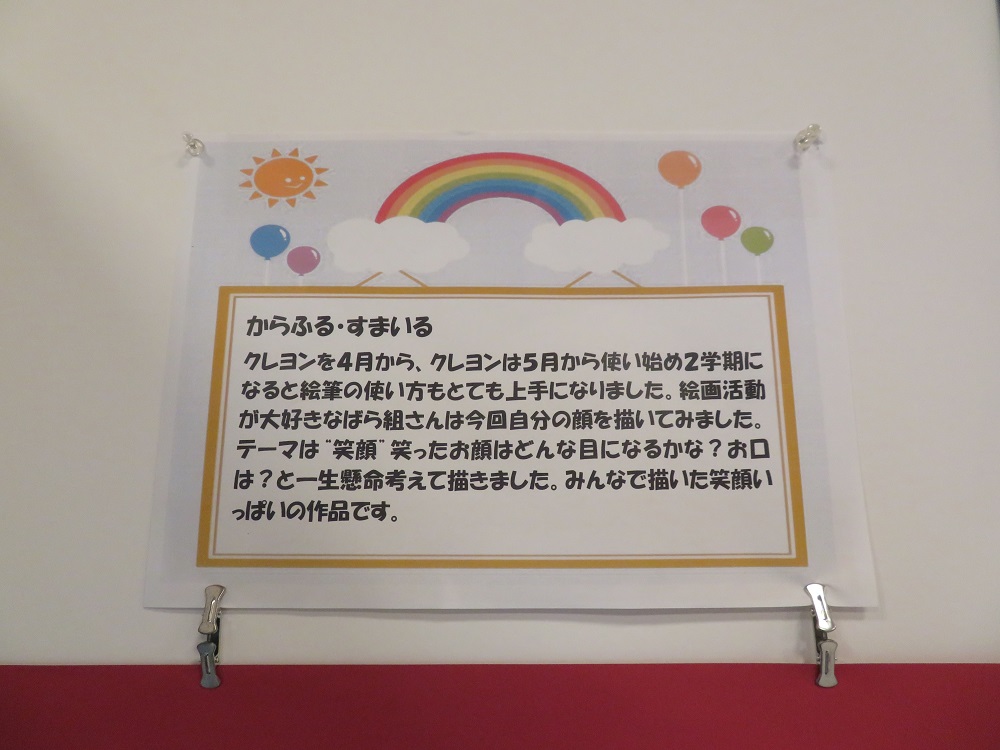 からふる・すまいる
クレヨンを4月から、クレヨンは5月から使い始め2学期に
なると絵筆の使い方もとても上手になりました。絵画活動
が大好きなばら組さんは今回自分の顔を描いてみました。
テーマは“笑顔”笑ったお顔はどんな目になるかな？お口
は？と一生懸命考えて描きました。みんなで描いた笑顔い
っぱいの作品です。